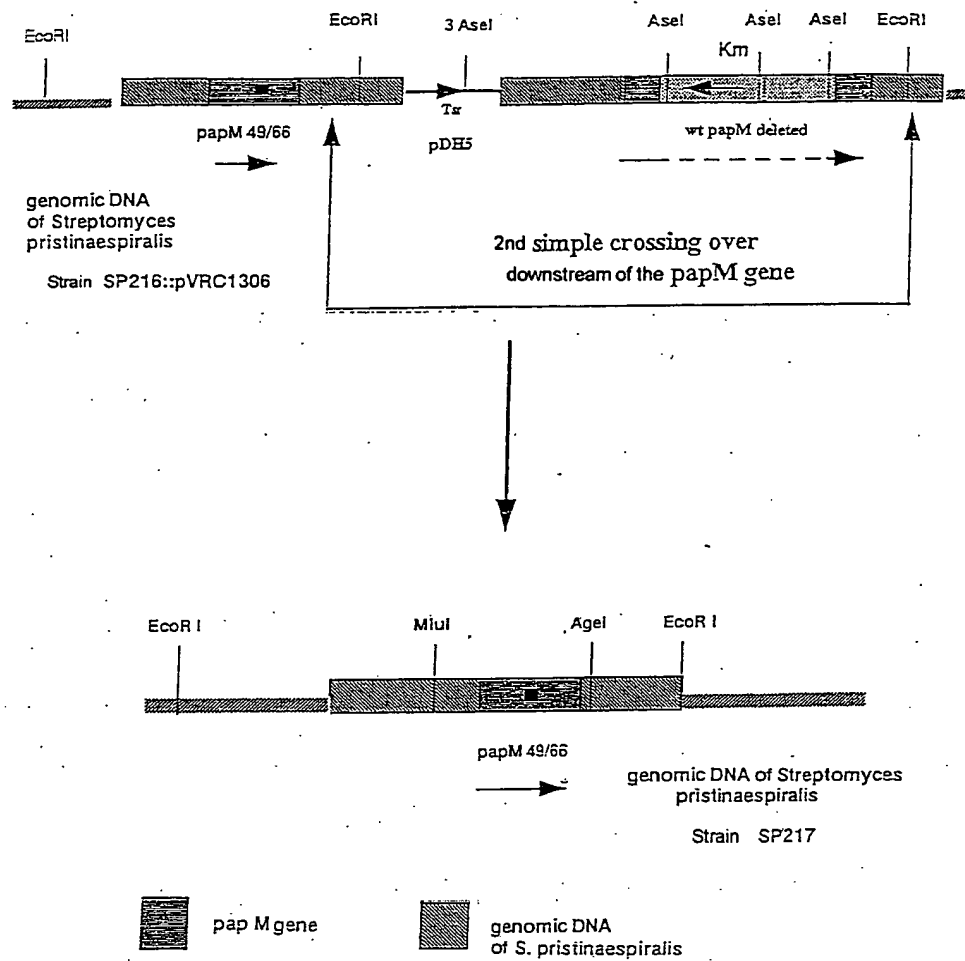 EcoRI
EcoRI
3 AseI
AseI
AseI
AseI
EcoRI
Km
Tsr
pDH5
papM 49/66
wt papM deleted
genomic DNA
of Streptomyces
pristinaespiralis
Strain SP216::pVRC1306
2nd simple crossing over
downstream of the papM gene
EcoR I
MluI
AgeI
EcoR I
papM 49/66
genomic DNA of Streptomyces
pristinaespiralis
Strain SP217
pap M gene
genomic DNA
of S. pristinaespiralis